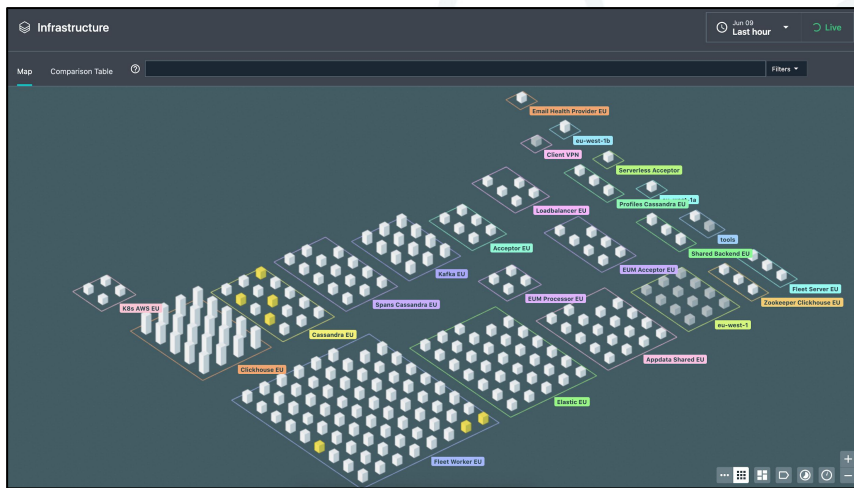 Infrastructure
Jun 09
Last hour
Live
Map
Comparison Table
Filters
Email Health Provider EU
eu-west-1b
Client VPN
Serverless Acceptor
Profiles Cassandra EU
Loadbalancer EU
tools
Acceptor EU
Shared Backend EU
Kafka EU
EUM Acceptor EU
Fleet Server EU
Spans Cassandra EU
EUM Processor EU
Zookeeper Clickhouse EU
K8s AWS EU
Cassandra EU
eu-west-1
Appdata Shared EU
Clickhouse EU
Elastic EU
Fleet Worker EU